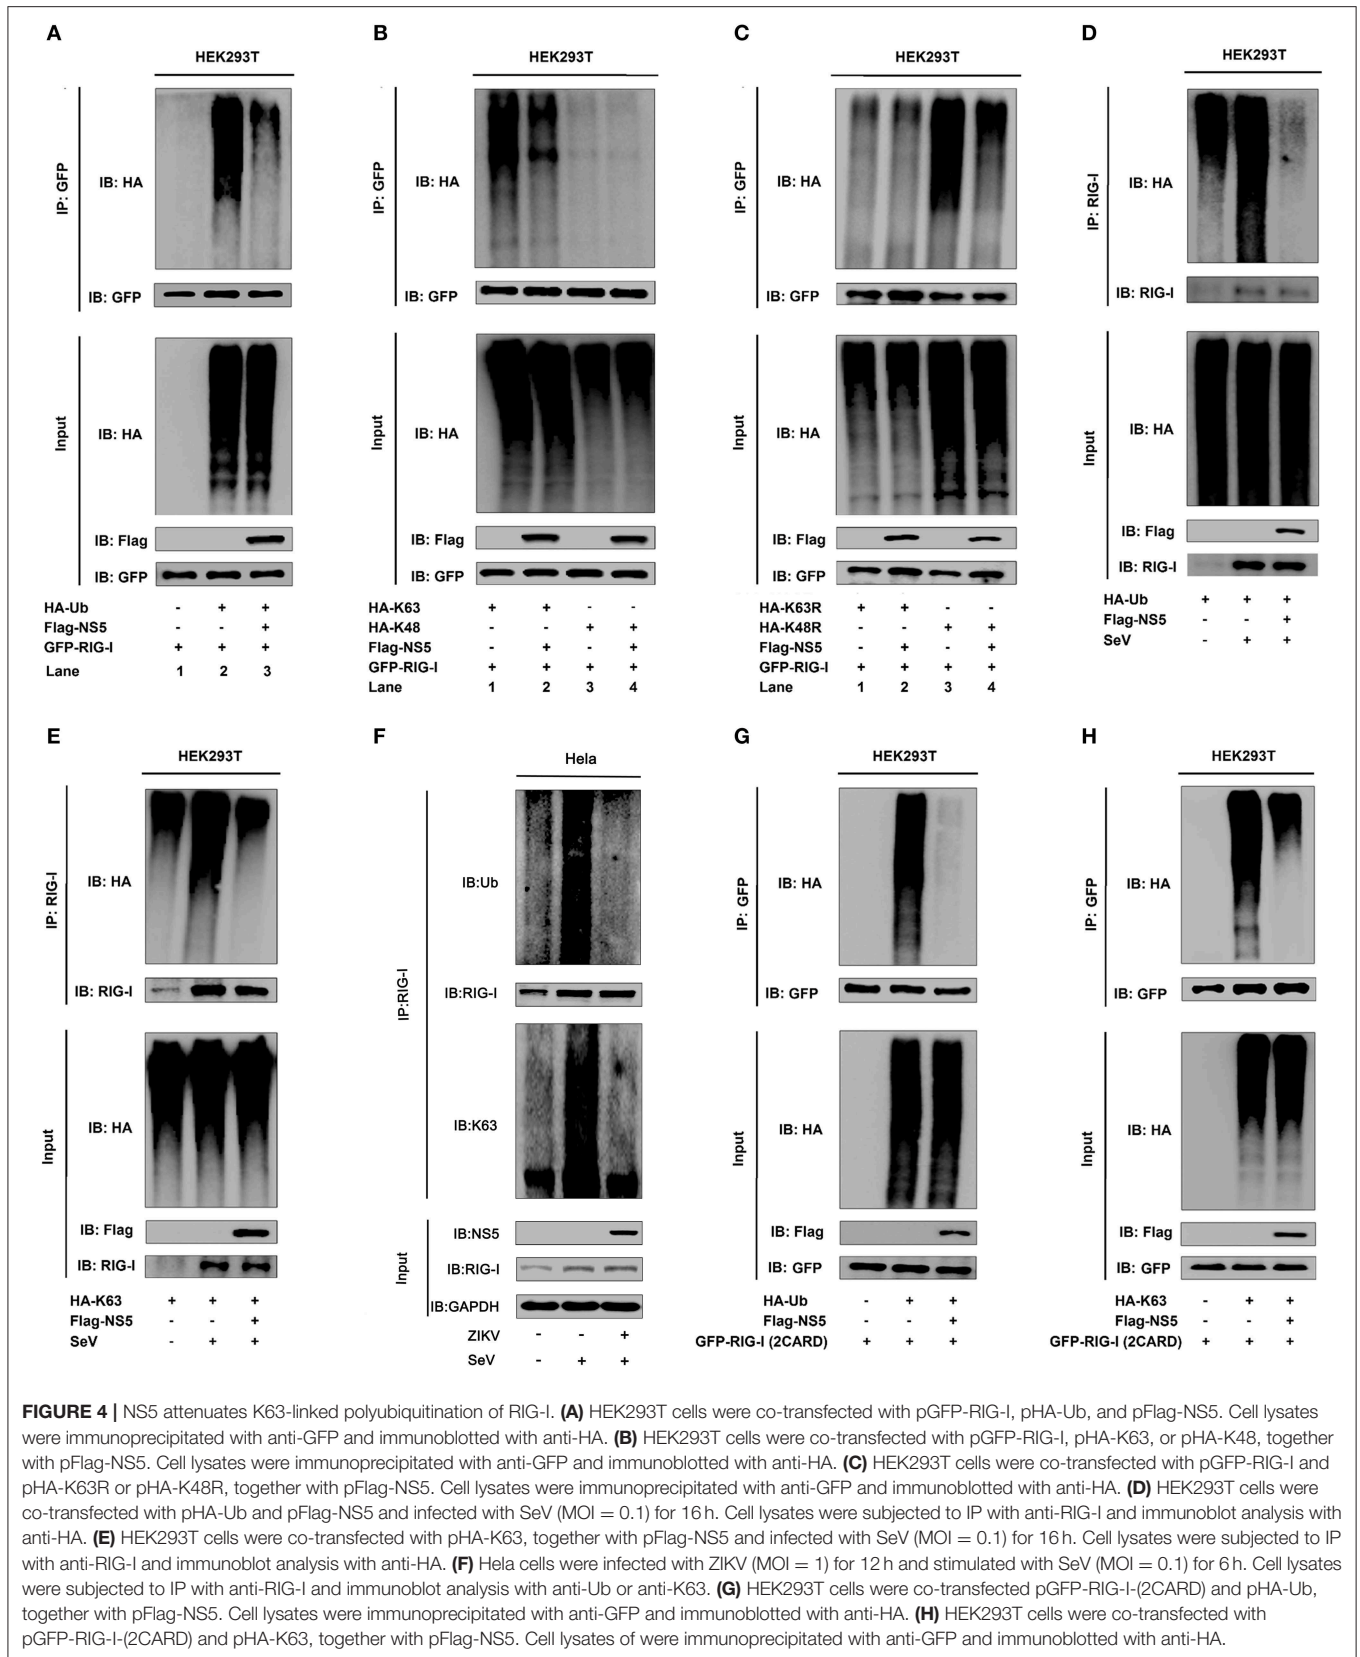 A
HEK293T
IP: GFP
IB: HA
IB: GFP
Input
IB: HA
IB: Flag
IB: GFP
HA-Ub - + +
Flag-NS5 - - +
GFP-RIG-I + + +
Lane 1 2 3
B
HEK293T
IP: GFP
IB: HA
IB: GFP
Input
IB: HA
IB: Flag
IB: GFP
HA-K63 + + - -
HA-K48 - - + +
Flag-NS5 - + - +
GFP-RIG-I + + + +
Lane 1 2 3 4
C
HEK293T
IP: GFP
IB: HA
IB: GFP
Input
IB: HA
IB: Flag
IB: GFP
HA-K63R + + - -
HA-K48R - - + +
Flag-NS5 - + - +
GFP-RIG-I + + + +
Lane 1 2 3 4
D
HEK293T
IP: RIG-I
IB: HA
IB: RIG-I
Input
IB: HA
IB: Flag
IB: RIG-I
HA-Ub + + +
Flag-NS5 - - +
SeV - + +
E
HEK293T
IP: RIG-I
IB: HA
IB: RIG-I
Input
IB: HA
IB: Flag
IB: RIG-I
HA-K63 + + +
Flag-NS5 - - +
SeV - + +
F
Hela
IP:RIG-I
IB:Ub
IB:RIG-I
IB:K63
Input
IB:NS5
IB:RIG-I
IB:GAPDH
ZIKV - - +
SeV - + +
G
HEK293T
IP: GFP
IB: HA
IB: GFP
Input
IB: HA
IB: Flag
IB: GFP
HA-Ub - + +
Flag-NS5 - - +
GFP-RIG-I (2CARD) + + +
H
HEK293T
IP: GFP
IB: HA
IB: GFP
Input
IB: HA
IB: Flag
IB: GFP
HA-K63 - + +
Flag-NS5 - - +
GFP-RIG-I (2CARD) + + +
FIGURE 4 | NS5 attenuates K63-linked polyubiquitination of RIG-I. (A) HEK293T cells were co-transfected with pGFP-RIG-I, pHA-Ub, and pFlag-NS5. Cell lysates
were immunoprecipitated with anti-GFP and immunoblotted with anti-HA. (B) HEK293T cells were co-transfected with pGFP-RIG-I, pHA-K63, or pHA-K48, together
with pFlag-NS5. Cell lysates were immunoprecipitated with anti-GFP and immunoblotted with anti-HA. (C) HEK293T cells were co-transfected with pGFP-RIG-I and
pHA-K63R or pHA-K48R, together with pFlag-NS5. Cell lysates were immunoprecipitated with anti-GFP and immunoblotted with anti-HA. (D) HEK293T cells were
co-transfected with pHA-Ub and pFlag-NS5 and infected with SeV (MOI = 0.1) for 16 h. Cell lysates were subjected to IP with anti-RIG-I and immunoblot analysis with
anti-HA. (E) HEK293T cells were co-transfected with pHA-K63, together with pFlag-NS5 and infected with SeV (MOI = 0.1) for 16 h. Cell lysates were subjected to IP
with anti-RIG-I and immunoblot analysis with anti-HA. (F) Hela cells were infected with ZIKV (MOI = 1) for 12 h and stimulated with SeV (MOI = 0.1) for 6 h. Cell lysates
were subjected to IP with anti-RIG-I and immunoblot analysis with anti-Ub or anti-K63. (G) HEK293T cells were co-transfected pGFP-RIG-I-(2CARD) and pHA-Ub,
together with pFlag-NS5. Cell lysates were immunoprecipitated with anti-GFP and immunoblotted with anti-HA. (H) HEK293T cells were co-transfected with
pGFP-RIG-I-(2CARD) and pHA-K63, together with pFlag-NS5. Cell lysates of were immunoprecipitated with anti-GFP and immunoblotted with anti-HA.